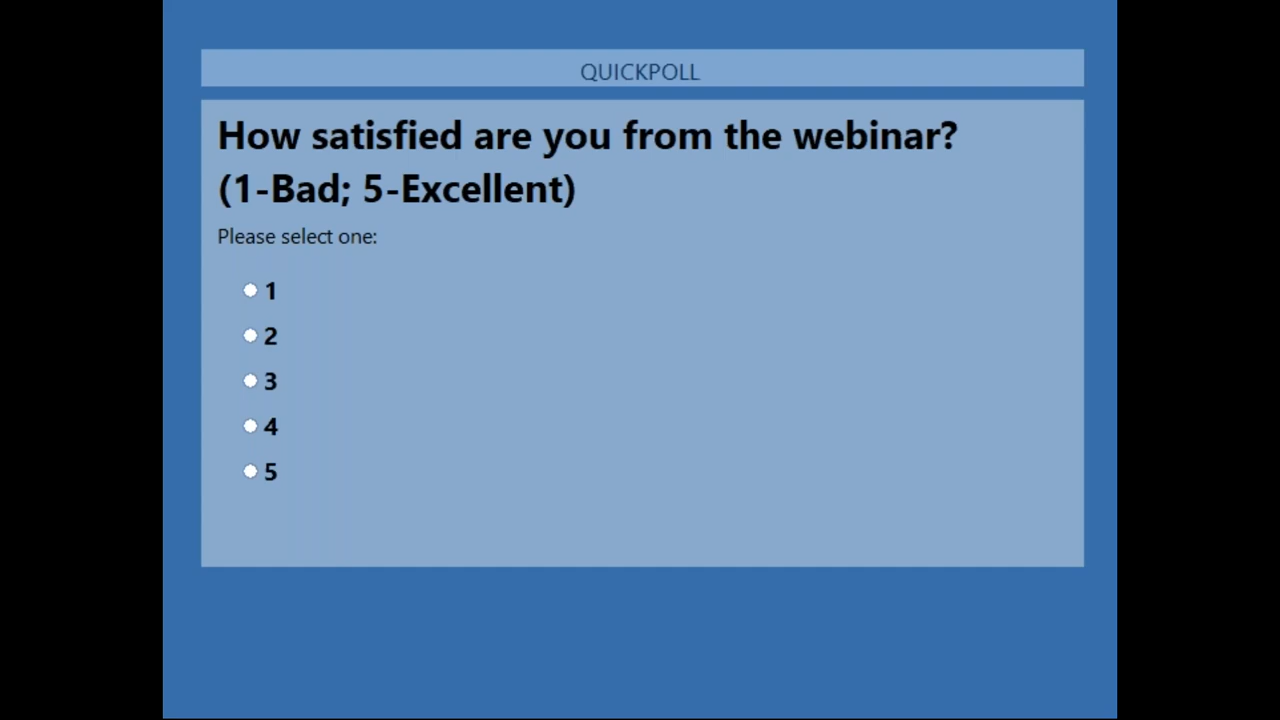 QUICKPOLL
How satisfied are you from the webinar?
(1-Bad; 5-Excellent)
Please select one:
1
2
3
4
5